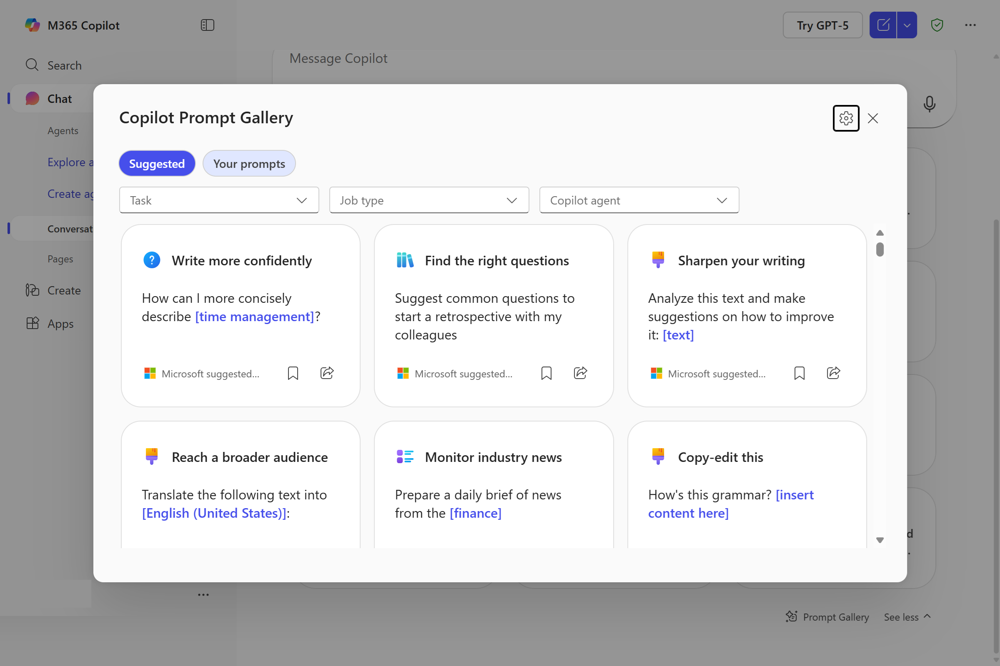 M365 Copilot
Try GPT-5
Search
Message Copilot
Chat
Agents
Explore a
Create ag
Conversat
Pages
Create
Apps
Copilot Prompt Gallery
Suggested
Your prompts
Task
Job type
Copilot agent
Write more confidently
How can I more concisely
describe [time management]?
Microsoft suggested...
Find the right questions
Suggest common questions to
start a retrospective with my
colleagues
Microsoft suggested...
Sharpen your writing
Analyze this text and make
suggestions on how to improve
it: [text]
Microsoft suggested...
Reach a broader audience
Translate the following text into
[English (United States)]:
Monitor industry news
Prepare a daily brief of news
from the [finance]
Copy-edit this
How's this grammar? [insert
content here]
d
Prompt Gallery
See less